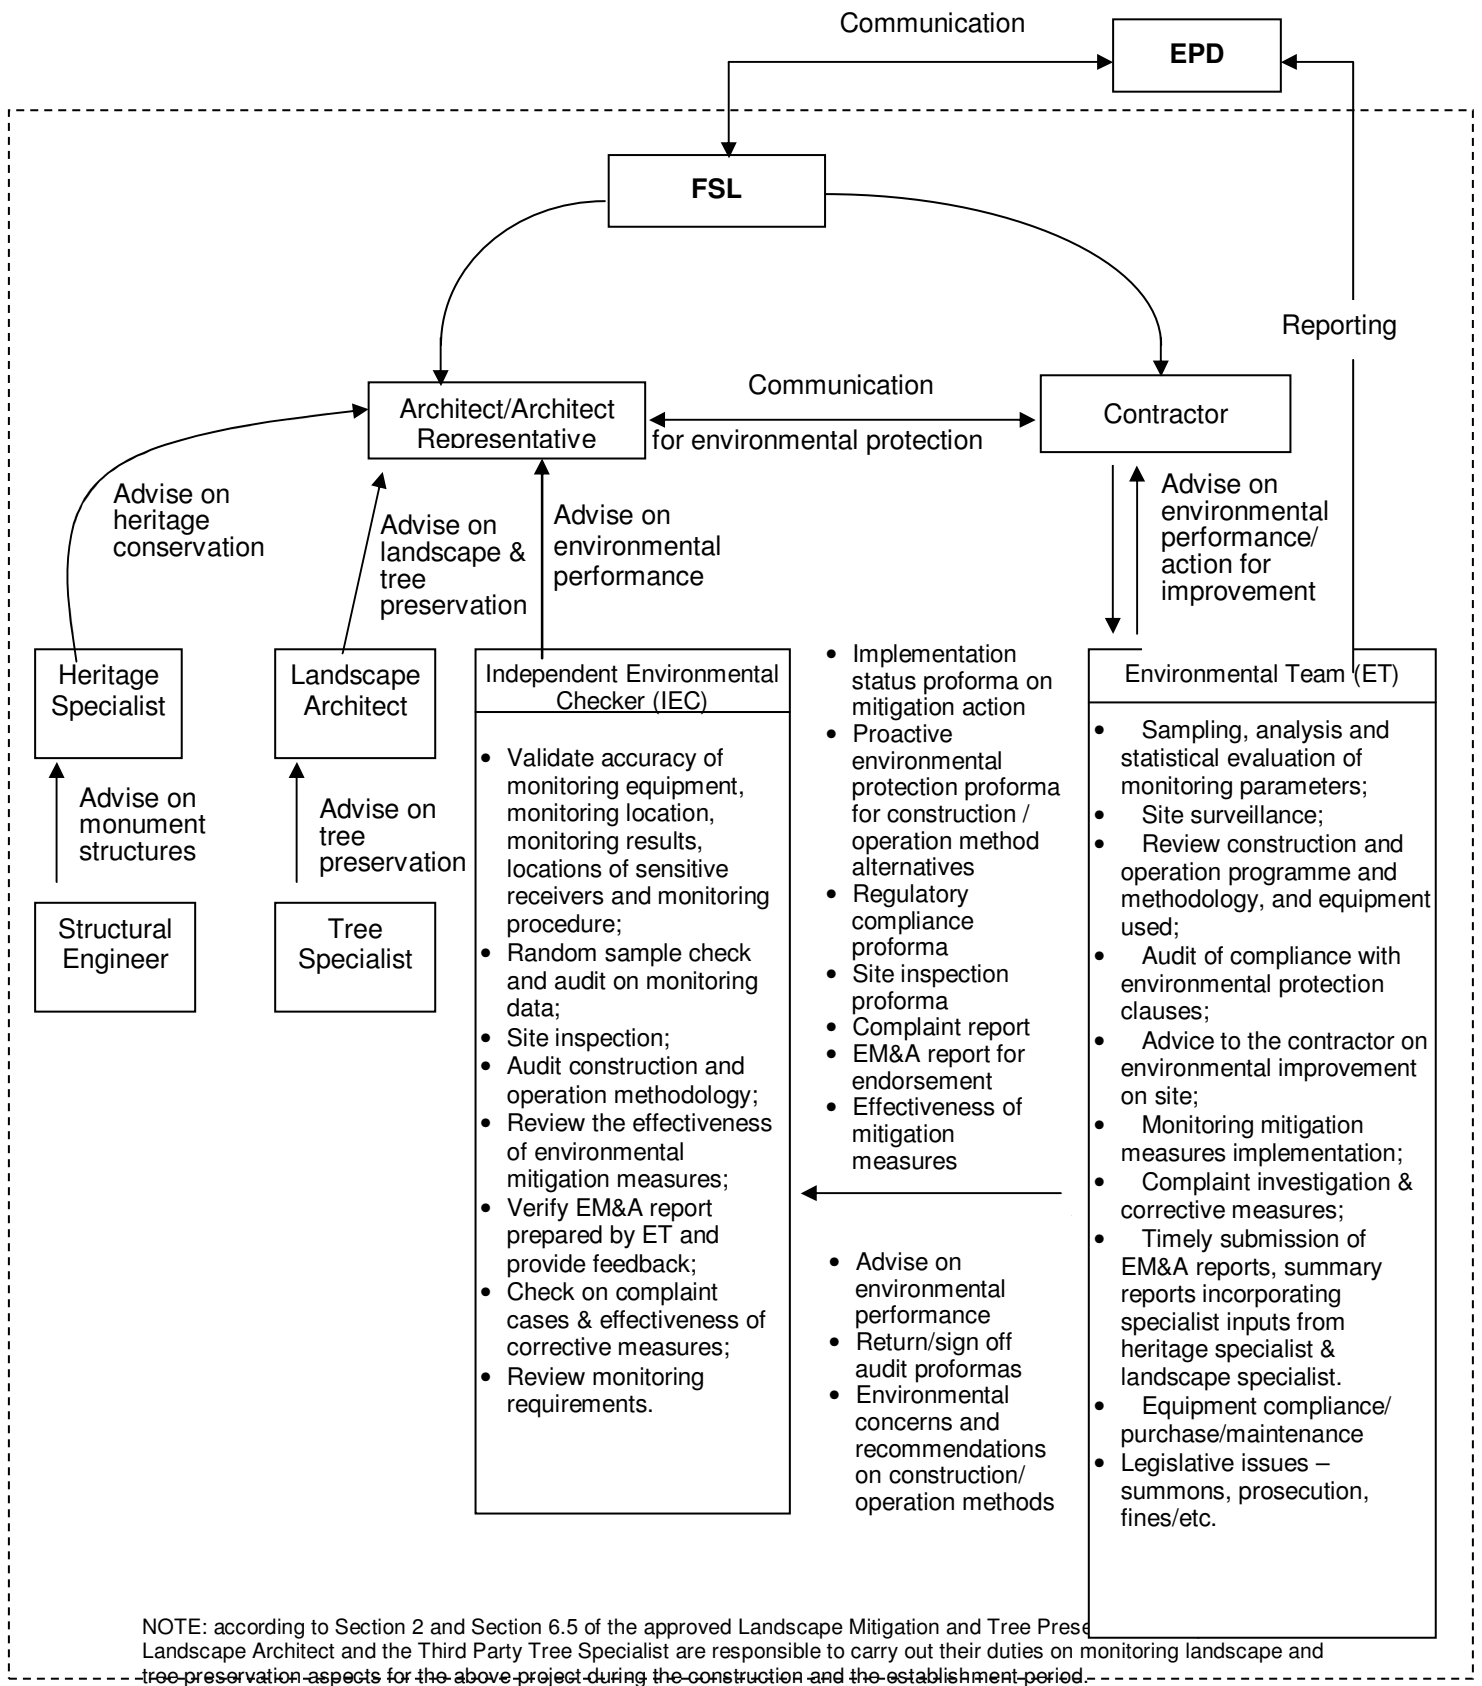 Communication
EPD
FSL
Reporting
Architect/Architect
Representative
Communication
for environmental protection
Contractor
Advise on
heritage
conservation
Advise on
landscape &
tree
preservation
Advise on
environmental
performance
Advise on
environmental
performance/
action for
improvement
Heritage
Specialist
Landscape
Architect
Advise on
monument
structures
Advise on
tree
preservation
Structural
Engineer
Tree
Specialist
Independent Environmental
Checker (IEC)
• Validate accuracy of
monitoring equipment,
monitoring location,
monitoring results,
locations of sensitive
receivers and monitoring
procedure;
• Random sample check
and audit on monitoring
data;
• Site inspection;
• Audit construction and
operation methodology;
• Review the effectiveness
of environmental
mitigation measures;
• Verify EM&A report
prepared by ET and
provide feedback;
• Check on complaint
cases & effectiveness of
corrective measures;
• Review monitoring
requirements.
• Implementation
status proforma on
mitigation action
• Proactive
environmental
protection proforma
for construction /
operation method
alternatives
• Regulatory
compliance
proforma
• Site inspection
proforma
• Complaint report
• EM&A report for
endorsement
• Effectiveness of
mitigation
measures
• Advise on
environmental
performance
• Return/sign off
audit proformas
• Environmental
concerns and
recommendations
on construction/
operation methods
Environmental Team (ET)
• Sampling, analysis and
statistical evaluation of
monitoring parameters;
• Site surveillance;
• Review construction and
operation programme and
methodology, and equipment
used;
• Audit of compliance with
environmental protection
clauses;
• Advice to the contractor on
environmental improvement
on site;
• Monitoring mitigation
measures implementation;
• Complaint investigation &
corrective measures;
• Timely submission of
EM&A reports, summary
reports incorporating
specialist inputs from
heritage specialist &
landscape specialist.
• Equipment compliance/
purchase/maintenance
• Legislative issues –
summons, prosecution,
fines/etc.
NOTE: according to Section 2 and Section 6.5 of the approved Landscape Mitigation and Tree
Landscape Architect and the Third Party Tree Specialist are responsible to carry out their duties on monitoring landscape and
tree preservation aspects for the above project during the construction and the establishment period.